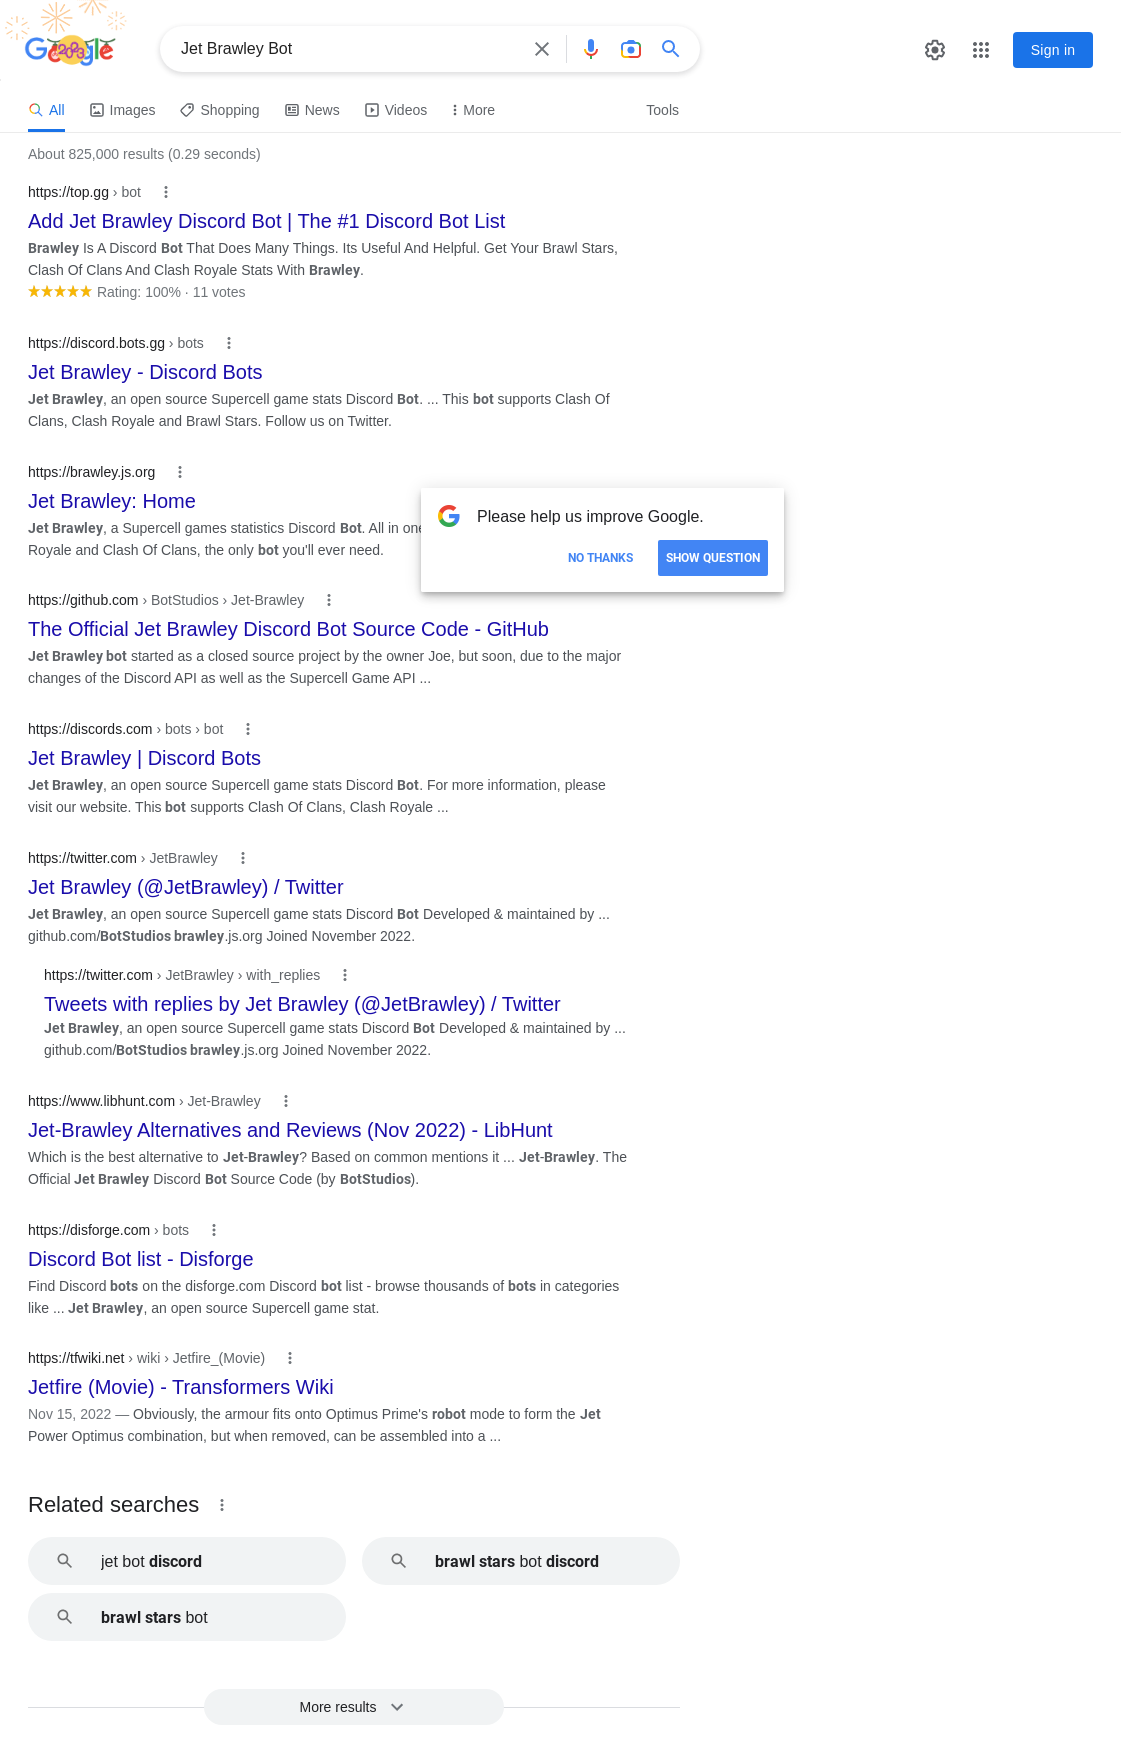 Google
Jet Brawley Bot
Sign in
All Images Shopping News Videos More Tools
About 825,000 results (0.29 seconds)
https://top.gg › bot
Add Jet Brawley Discord Bot | The #1 Discord Bot List
Brawley Is A Discord Bot That Does Many Things. Its Useful And Helpful. Get Your Brawl Stars,
Clash Of Clans And Clash Royale Stats With Brawley.
Rating: 100% · 11 votes
https://discord.bots.gg › bots
Jet Brawley - Discord Bots
Jet Brawley, an open source Supercell game stats Discord Bot. ... This bot supports Clash Of
Clans, Clash Royale and Brawl Stars. Follow us on Twitter.
https://brawley.js.org
Jet Brawley: Home
Jet Brawley, a Supercell games statistics Discord Bot. All in one
Royale and Clash Of Clans, the only bot you'll ever need.
Please help us improve Google.
NO THANKS SHOW QUESTION
https://github.com › BotStudios › Jet-Brawley
The Official Jet Brawley Discord Bot Source Code - GitHub
Jet Brawley bot started as a closed source project by the owner Joe, but soon, due to the major
changes of the Discord API as well as the Supercell Game API ...
https://discords.com › bots › bot
Jet Brawley | Discord Bots
Jet Brawley, an open source Supercell game stats Discord Bot. For more information, please
visit our website. This bot supports Clash Of Clans, Clash Royale ...
https://twitter.com › JetBrawley
Jet Brawley (@JetBrawley) / Twitter
Jet Brawley, an open source Supercell game stats Discord Bot Developed & maintained by ...
github.com/BotStudios brawley.js.org Joined November 2022.
https://twitter.com › JetBrawley › with_replies
Tweets with replies by Jet Brawley (@JetBrawley) / Twitter
Jet Brawley, an open source Supercell game stats Discord Bot Developed & maintained by ...
github.com/BotStudios brawley.js.org Joined November 2022.
https://www.libhunt.com › Jet-Brawley
Jet-Brawley Alternatives and Reviews (Nov 2022) - LibHunt
Which is the best alternative to Jet-Brawley? Based on common mentions it ... Jet-Brawley. The
Official Jet Brawley Discord Bot Source Code (by BotStudios).
https://disforge.com › bots
Discord Bot list - Disforge
Find Discord bots on the disforge.com Discord bot list - browse thousands of bots in categories
like ... Jet Brawley, an open source Supercell game stat.
https://tfwiki.net › wiki › Jetfire_(Movie)
Jetfire (Movie) - Transformers Wiki
Nov 15, 2022 — Obviously, the armour fits onto Optimus Prime's robot mode to form the Jet
Power Optimus combination, but when removed, can be assembled into a ...
Related searches
jet bot discord
brawl stars bot discord
brawl stars bot
More results